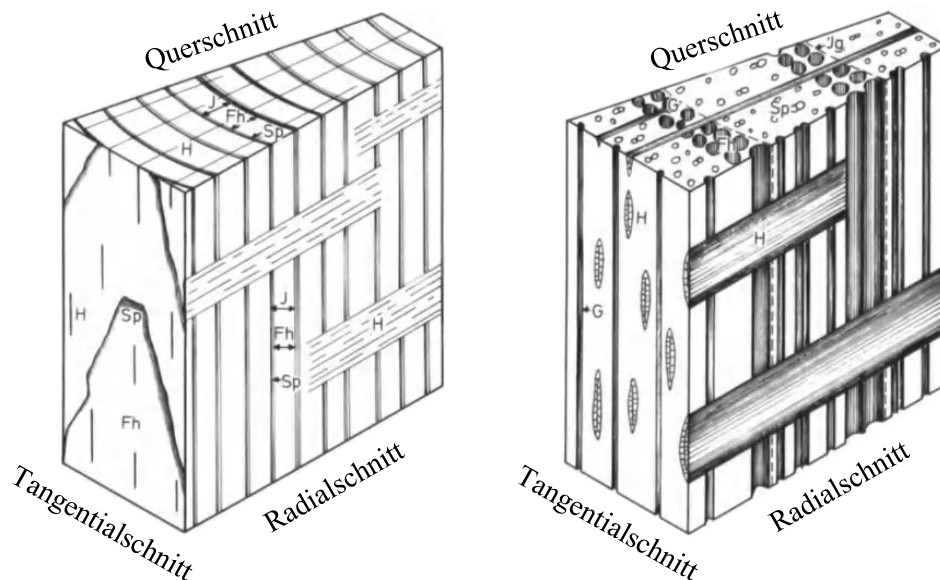 Querschnitt
J
Fh
Sp
H
H
Sp
Fh
J
Fh
H
Sp
Tangentialschnitt
Radialschnitt
Querschnitt
Jg
G
Sp
Fh
H
H
G
Tangentialschnitt
Radialschnitt